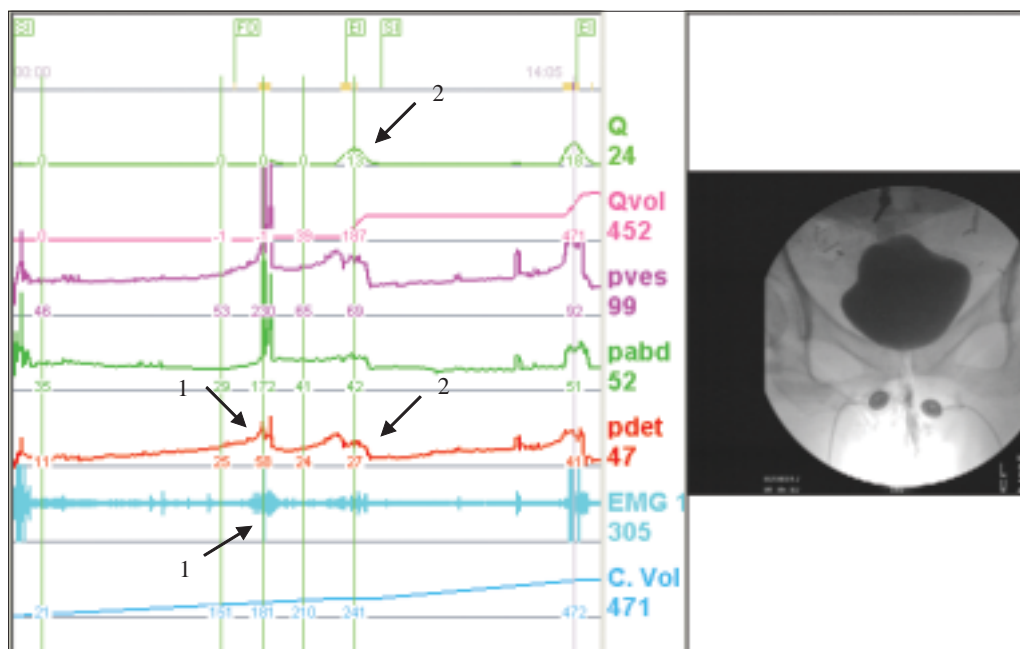 SI FD EI SI EI
00:00 14:05
2
0 0 0 0 13 18
Q
24
0 -1 -1 39 187 471
Qvol
452
46 53 230 65 69 92
pves
99
35 29 172 41 42 51
pabd
52
1 2
11 25 58 24 27 41
pdet
47
EMG 1
305
1
21 151 181 210 241 472
C. Vol
471